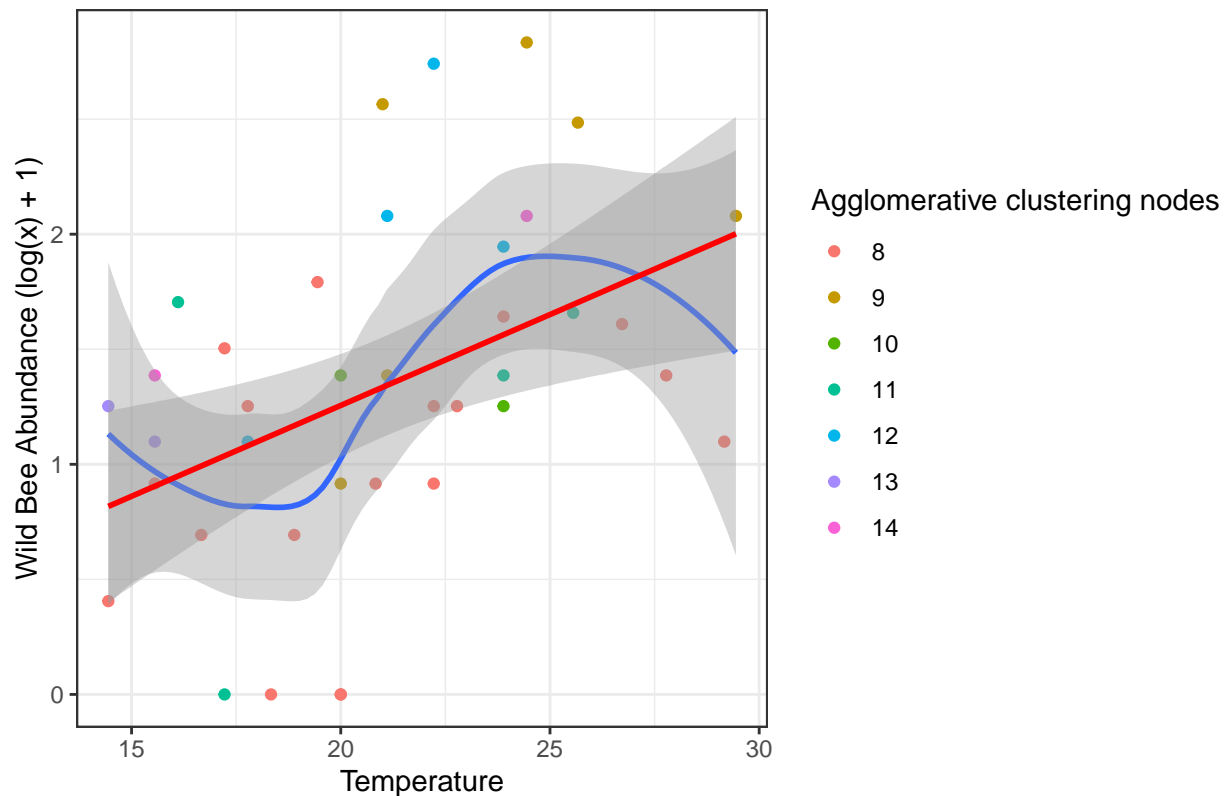 Wild Bee Abundance (log(x) + 1)
2
1
0
15 20 25 30
Temperature
Agglomerative clustering nodes
8
9
10
11
12
13
14